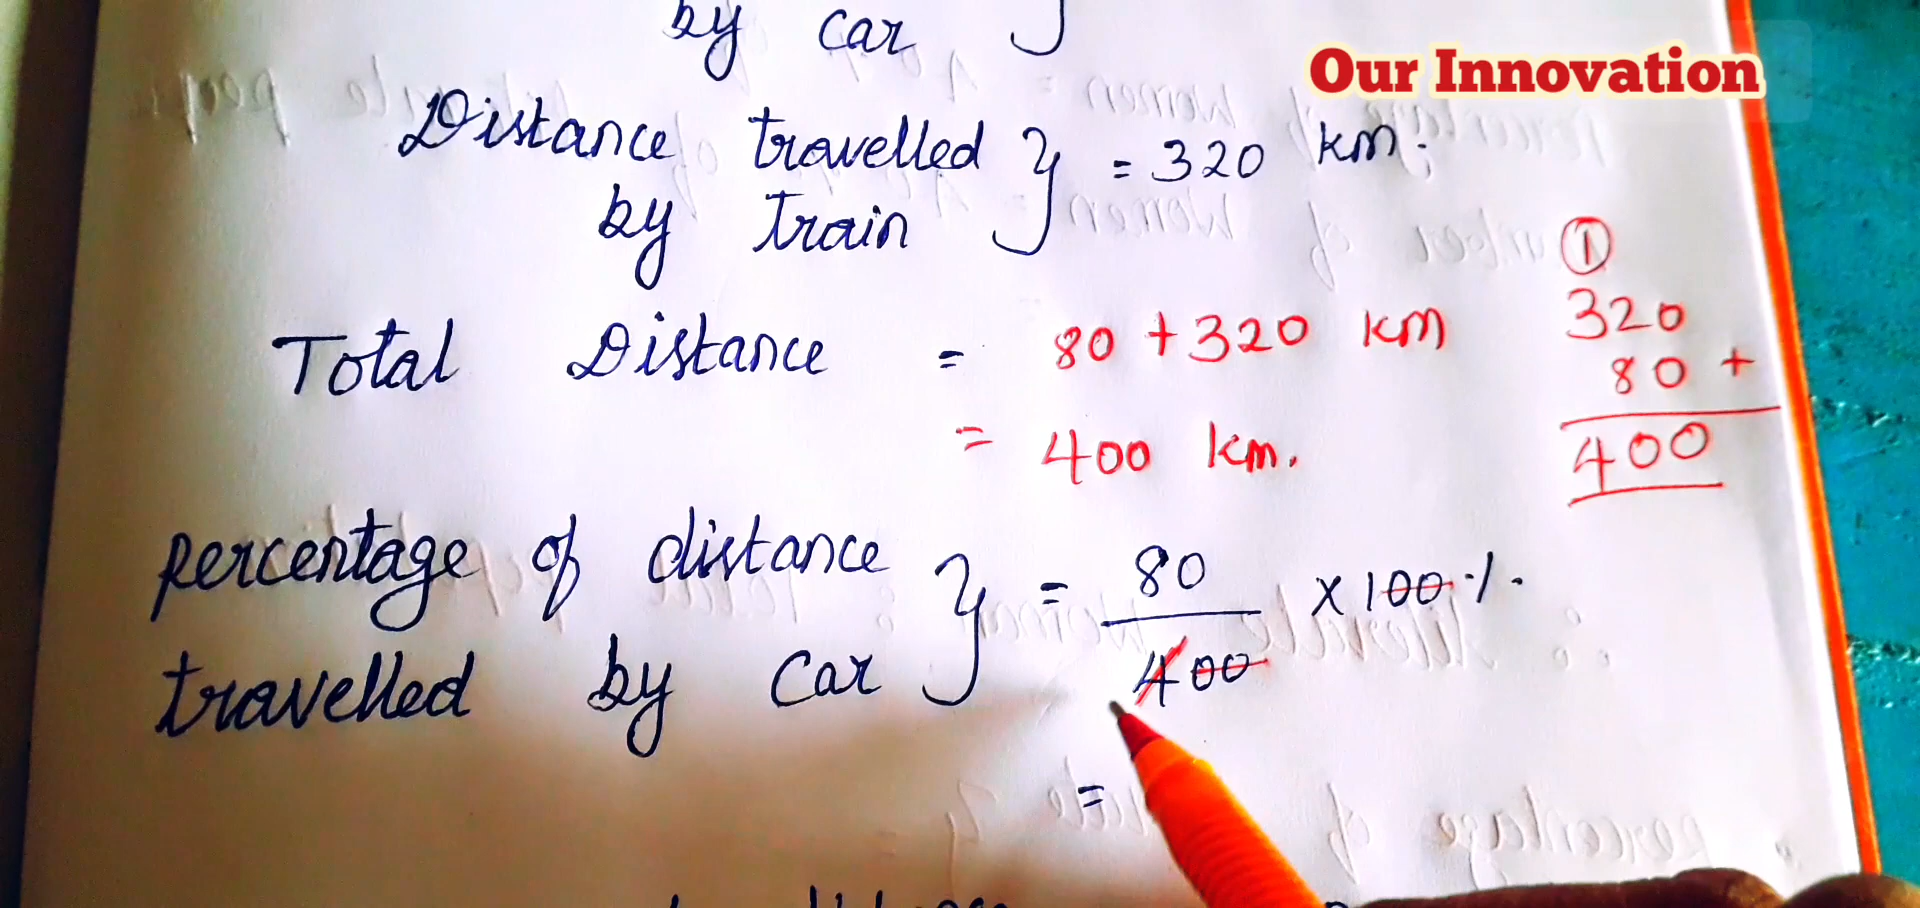 by car }
Our Innovation
Distance travelled } = 320 km.
by train
①
320
80 +
400
Total Distance = 80 + 320 km
= 400 km.
percentage of distance } = 80/400 × 100 %.
travelled by car
=